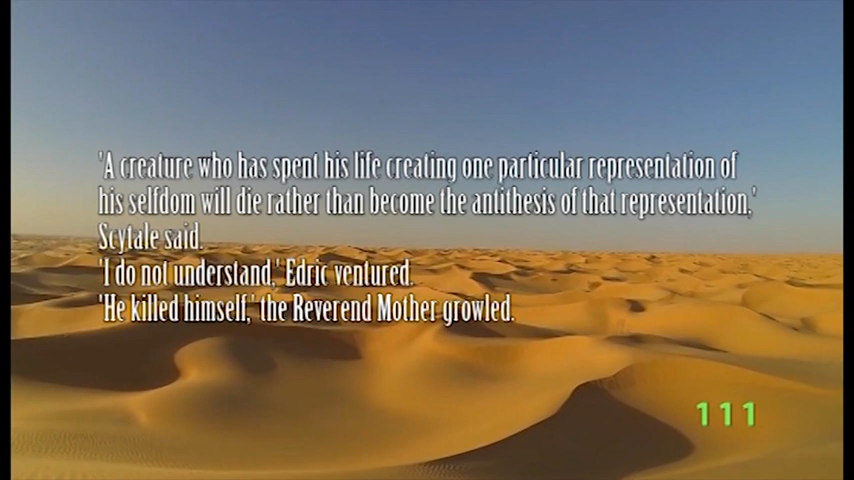 'A creature who has spent his life creating one particular representation of
his selfdom will die rather than become the antithesis of that representation,'
Scytale said.
'I do not understand,' Edric ventured.
'He killed himself,' the Reverend Mother growled.
111